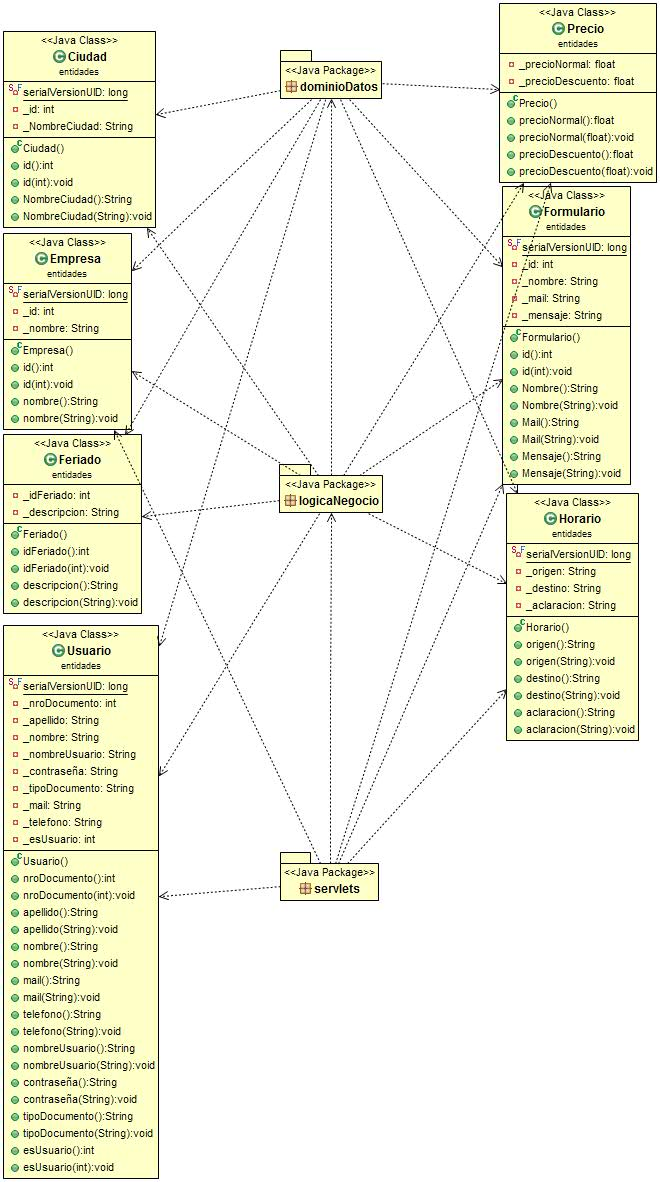 <<Java Class>>
Ciudad
entidades
serialVersionUID: long
_id: int
_NombreCiudad: String
Ciudad()
id():int
id(int):void
NombreCiudad():String
NombreCiudad(String):void
<<Java Class>>
Empresa
entidades
serialVersionUID: long
_id: int
_nombre: String
Empresa()
id():int
id(int):void
nombre():String
nombre(String):void
<<Java Class>>
Feriado
entidades
_idFeriado: int
_descripcion: String
Feriado()
idFeriado():int
idFeriado(int):void
descripcion():String
descripcion(String):void
<<Java Class>>
Usuario
entidades
serialVersionUID: long
_nroDocumento: int
_apellido: String
_nombre: String
_nombreUsuario: String
_contraseña: String
_tipoDocumento: String
_mail: String
_telefono: String
_esUsuario: int
Usuario()
nroDocumento():int
nroDocumento(int):void
apellido():String
apellido(String):void
nombre():String
nombre(String):void
mail():String
mail(String):void
telefono():String
telefono(String):void
nombreUsuario():String
nombreUsuario(String):void
contraseña():String
contraseña(String):void
tipoDocumento():String
tipoDocumento(String):void
esUsuario():int
esUsuario(int):void
<<Java Package>>
dominioDatos
<<Java Package>>
logicaNegocio
<<Java Package>>
servlets
<<Java Class>>
Precio
entidades
_precioNormal: float
_precioDescuento: float
Precio()
precioNormal():float
precioNormal(float):void
precioDescuento():float
precioDescuento(float):void
<<Java Class>>
Formulario
entidades
serialVersionUID: long
_id: int
_nombre: String
_mail: String
_mensaje: String
Formulario()
id():int
id(int):void
Nombre():String
Nombre(String):void
Mail():String
Mail(String):void
Mensaje():String
Mensaje(String):void
<<Java Class>>
Horario
entidades
serialVersionUID: long
_origen: String
_destino: String
_aclaracion: String
Horario()
origen():String
origen(String):void
destino():String
destino(String):void
aclaracion():String
aclaracion(String):void